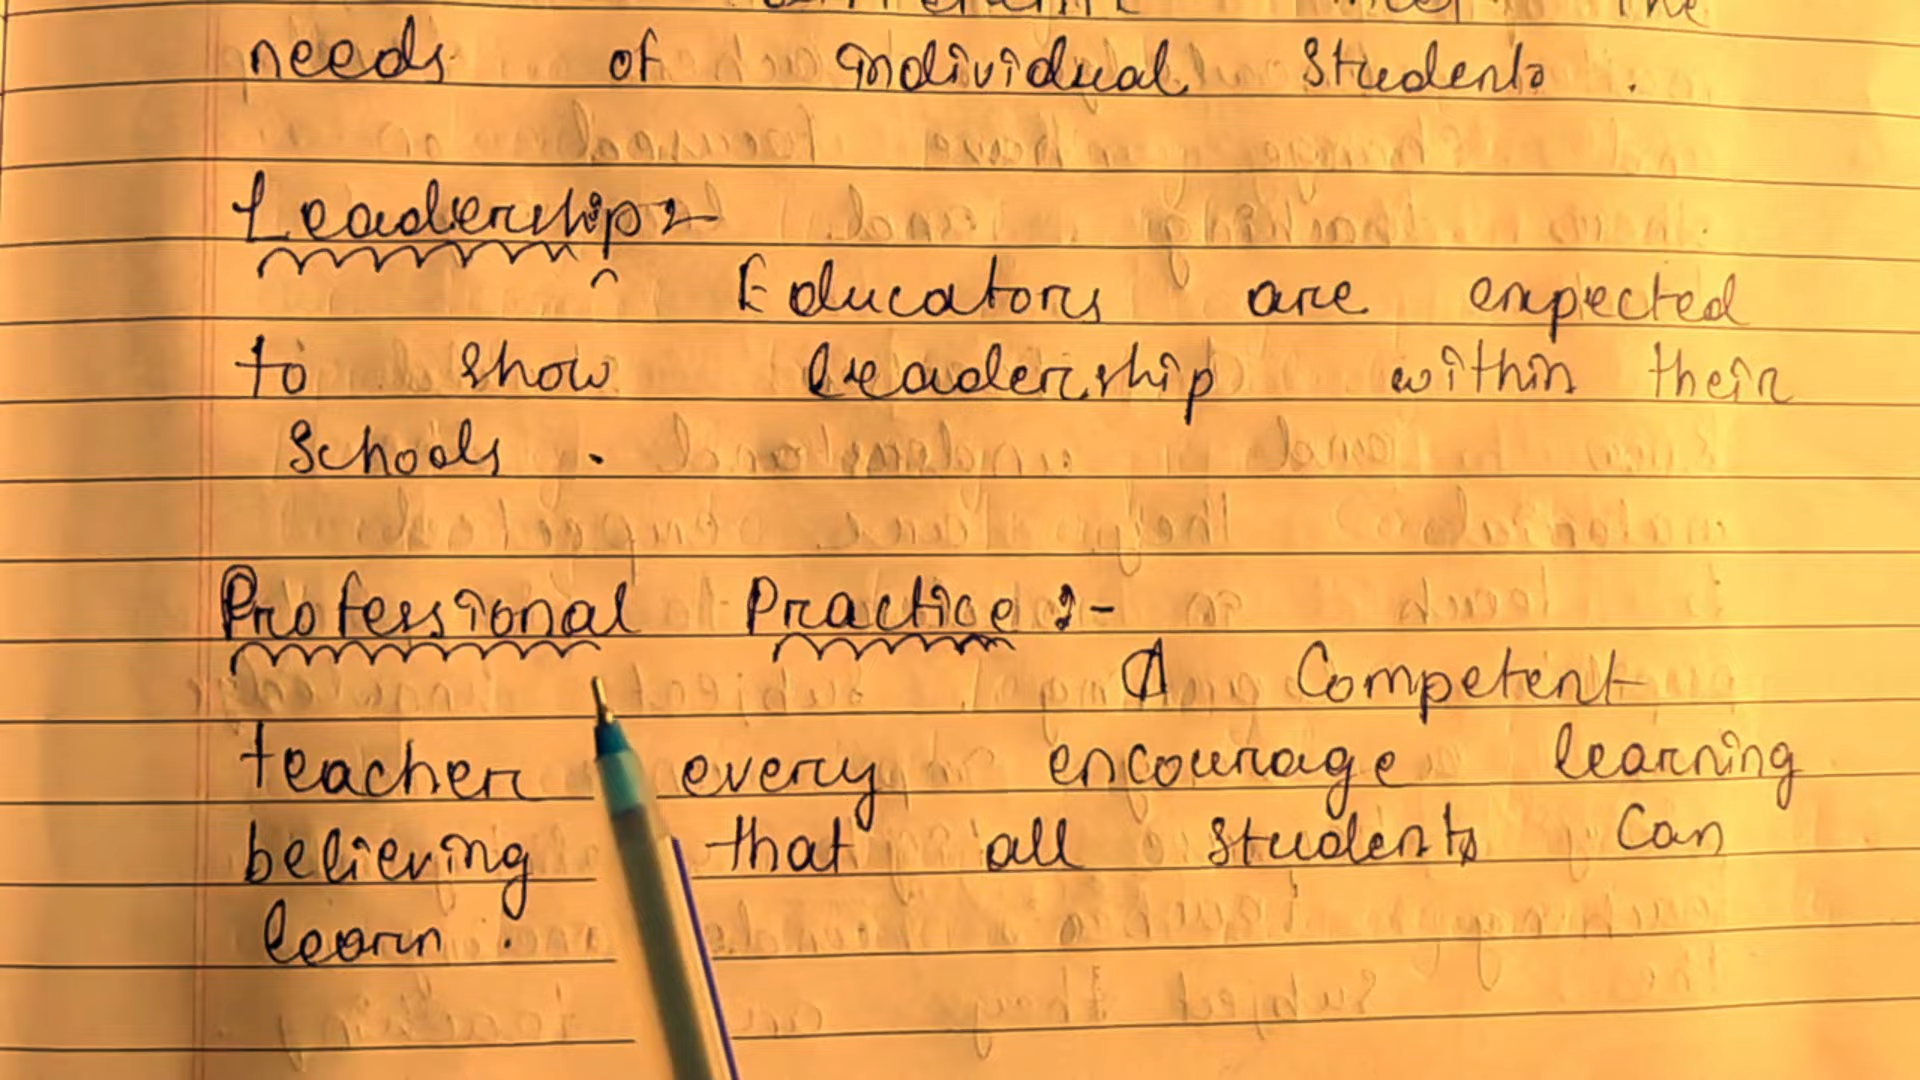 the
needs of individual Students .
Leadership:-
Educators are expected
to show leadership within their
Schools .
Professional Practice :-
A Competent
teacher every encourage learning
believing that all students can
learn .